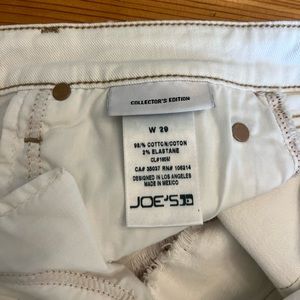 COLLECTOR'S EDITION
W 29
98% COTTON/COTON
2% ELASTANE
CA# 35037 RN# 106214
DESIGNED IN LOS ANGELES
MADE IN MEXICO
JOE'S